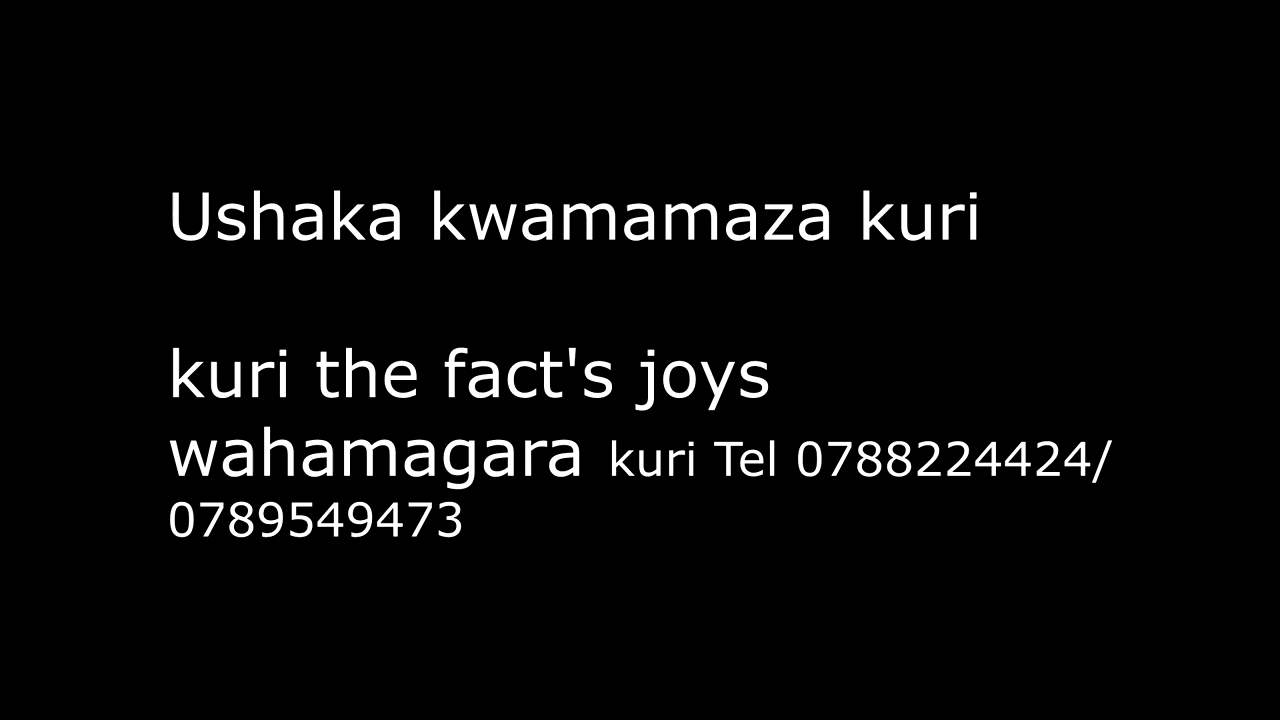 Ushaka kwamamaza kuri
kuri the fact's joys
wahamagara kuri Tel 0788224424/
0789549473